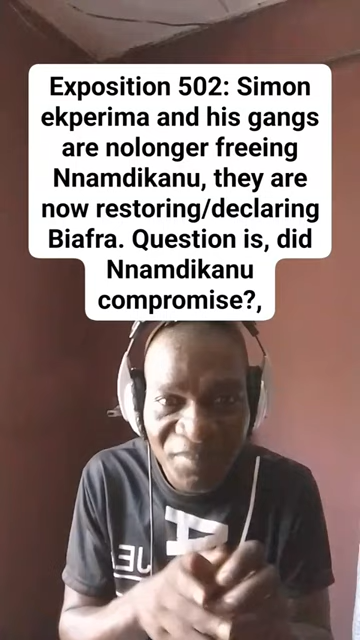 Exposition 502: Simon
ekperima and his gangs
are nolonger freeing
Nnamdikanu, they are
now restoring/declaring
Biafra. Question is, did
Nnamdikanu
compromise?,